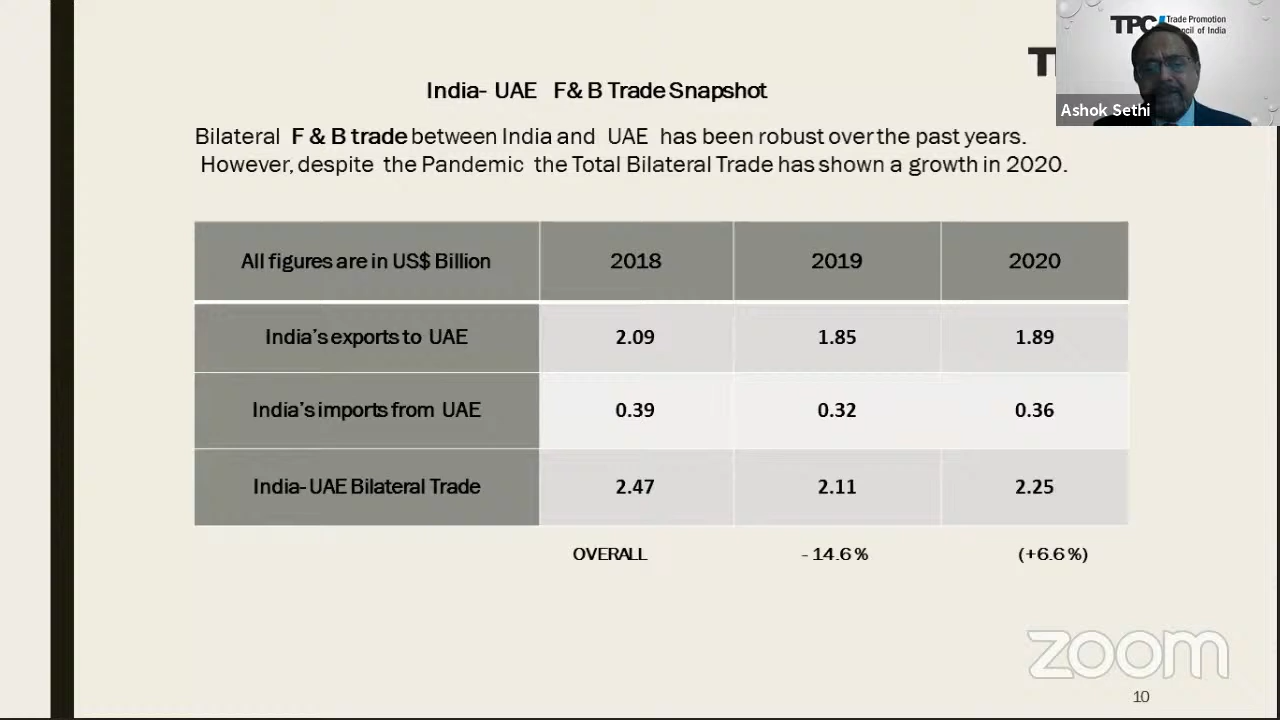 TPC Trade Promotion
Council of India
Ashok Sethi
India- UAE F& B Trade Snapshot
Bilateral F & B trade between India and UAE has been robust over the past years.
However, despite the Pandemic the Total Bilateral Trade has shown a growth in 2020.
All figures are in US$ Billion 2018 2019 2020
India's exports to UAE 2.09 1.85 1.89
India's imports from UAE 0.39 0.32 0.36
India- UAE Bilateral Trade 2.47 2.11 2.25
OVERALL - 14.6 % (+6.6 %)
zoom
10